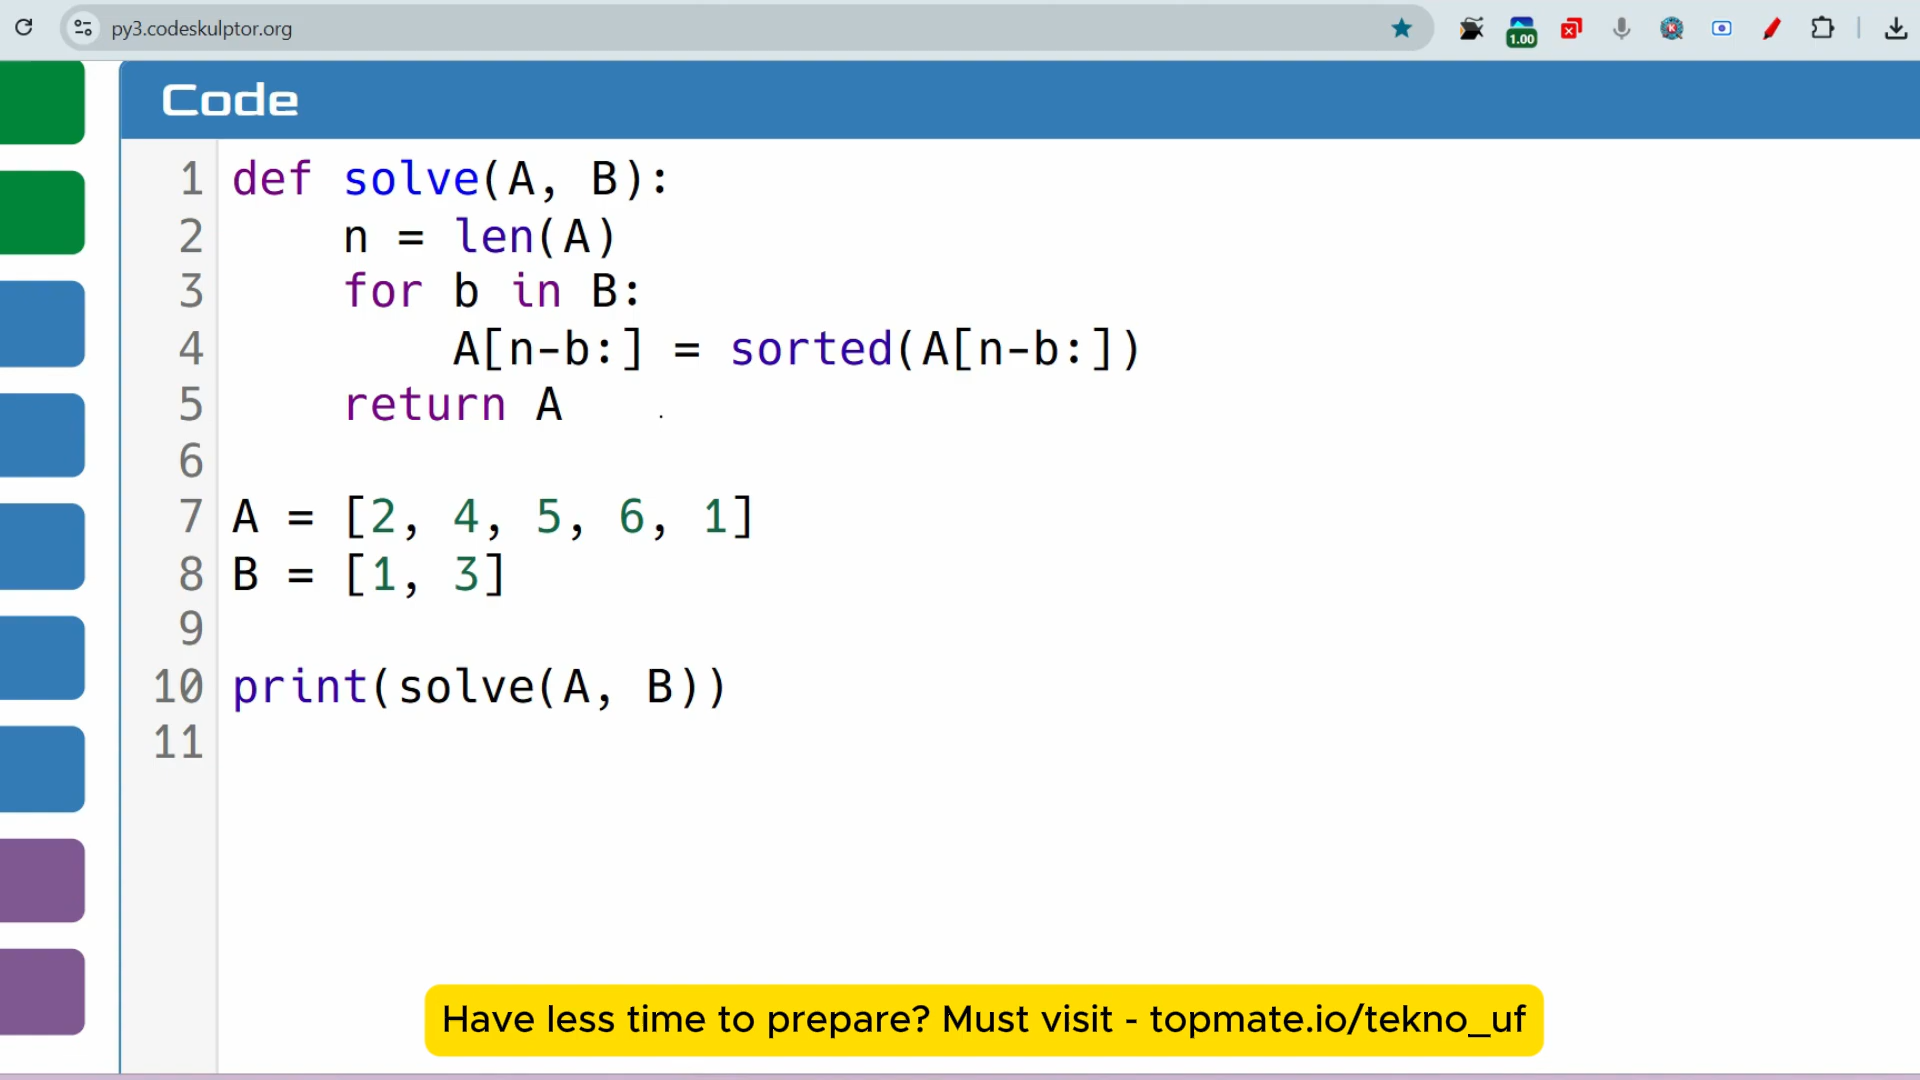 py3.codeskulptor.org
1.00
Code
1 def solve(A, B):
2 n = len(A)
3 for b in B:
4 A[n-b:] = sorted(A[n-b:])
5 return A
6
7 A = [2, 4, 5, 6, 1]
8 B = [1, 3]
9
10 print(solve(A, B))
11
Have less time to prepare? Must visit - topmate.io/tekno_uf